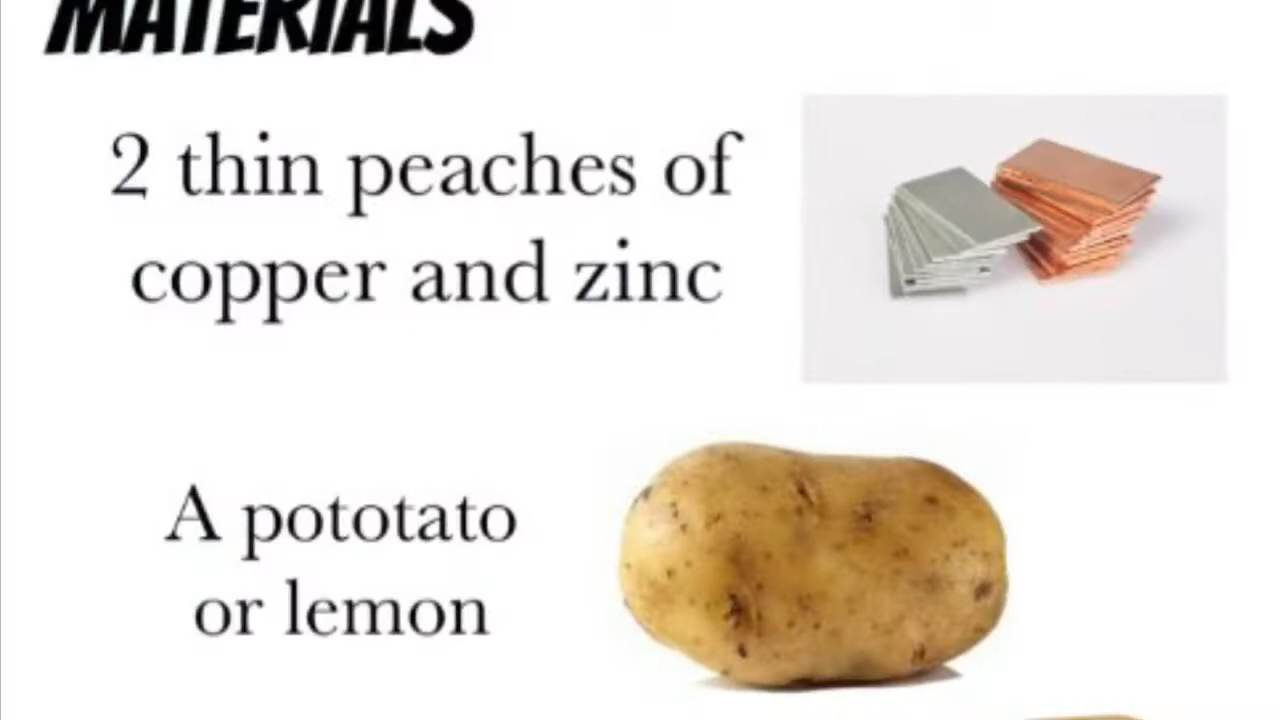 MATERIALS
2 thin peaches of
copper and zinc
A pototato
or lemon